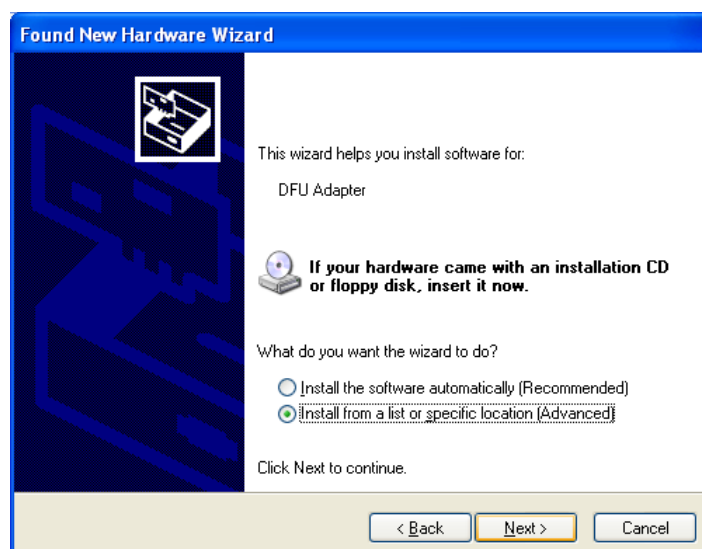 Found New Hardware Wizard
This wizard helps you install software for:
DFU Adapter
If your hardware came with an installation CD
or floppy disk, insert it now.
What do you want the wizard to do?
Install the software automatically (Recommended)
Install from a list or specific location (Advanced)
Click Next to continue.
< Back Next > Cancel